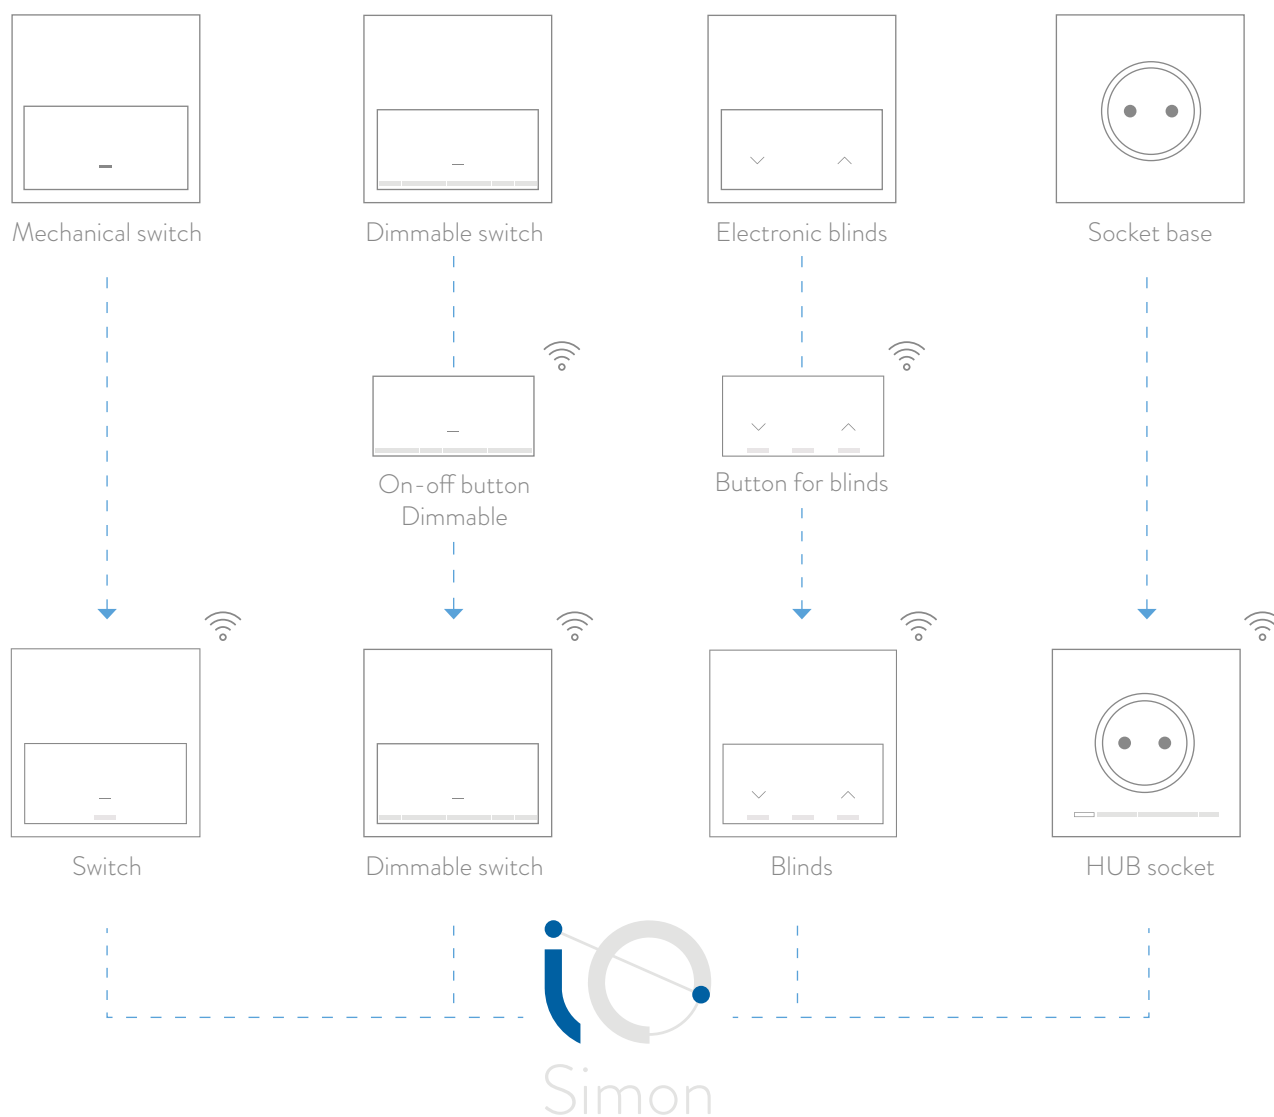 Mechanical switch
Dimmable switch
Electronic blinds
Socket base
On-off button
Dimmable
Button for blinds
Switch
Dimmable switch
Blinds
HUB socket
iO
Simon